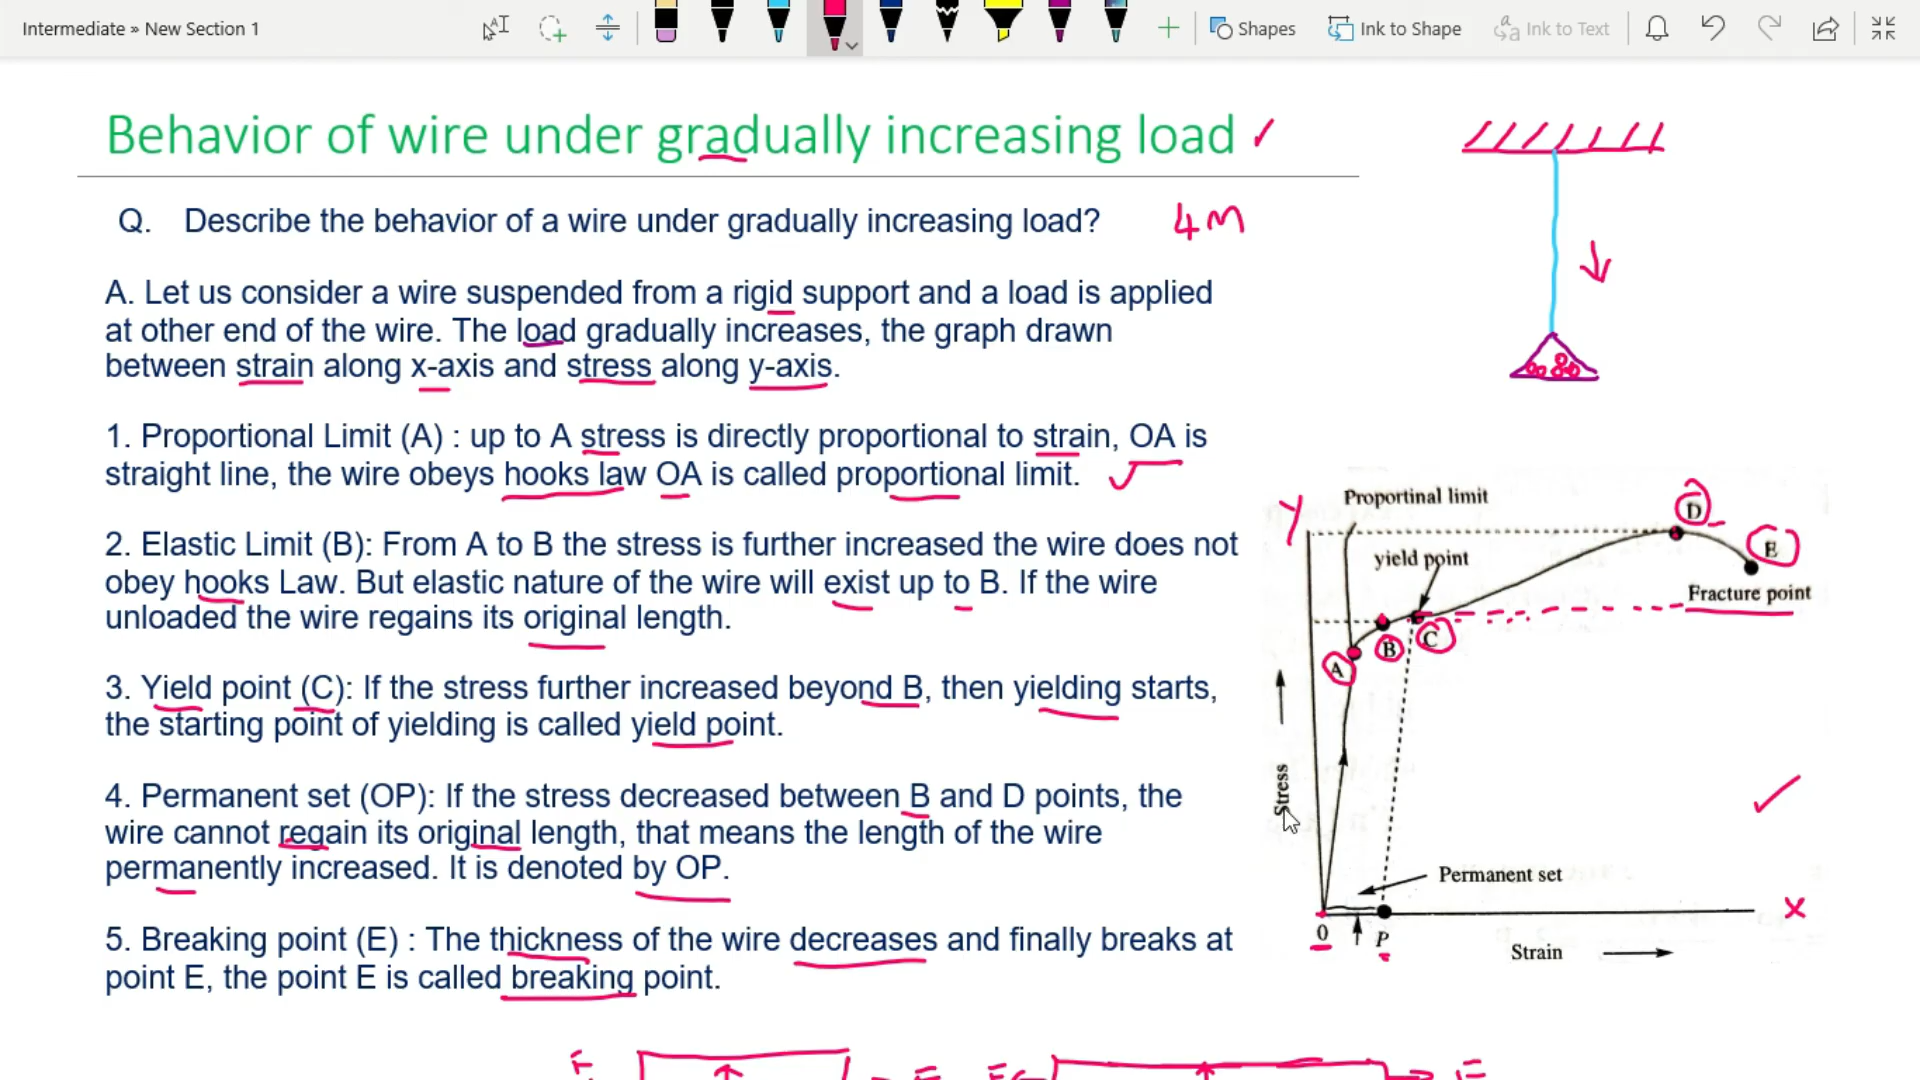 Intermediate » New Section 1
Shapes
Ink to Shape
Ink to Text
Behavior of wire under gradually increasing load
Q. Describe the behavior of a wire under gradually increasing load?
4M
A. Let us consider a wire suspended from a rigid support and a load is applied
at other end of the wire. The load gradually increases, the graph drawn
between strain along x-axis and stress along y-axis.
1. Proportional Limit (A) : up to A stress is directly proportional to strain, OA is
straight line, the wire obeys hooks law OA is called proportional limit.
2. Elastic Limit (B): From A to B the stress is further increased the wire does not
obey hooks Law. But elastic nature of the wire will exist up to B. If the wire
unloaded the wire regains its original length.
3. Yield point (C): If the stress further increased beyond B, then yielding starts,
the starting point of yielding is called yield point.
4. Permanent set (OP): If the stress decreased between B and D points, the
wire cannot regain its original length, that means the length of the wire
permanently increased. It is denoted by OP.
5. Breaking point (E) : The thickness of the wire decreases and finally breaks at
point E, the point E is called breaking point.
Y
Proportinal limit
D
yield point
E
Fracture point
A
B
C
Stress
Permanent set
x
0
P
Strain
F
F
F
F